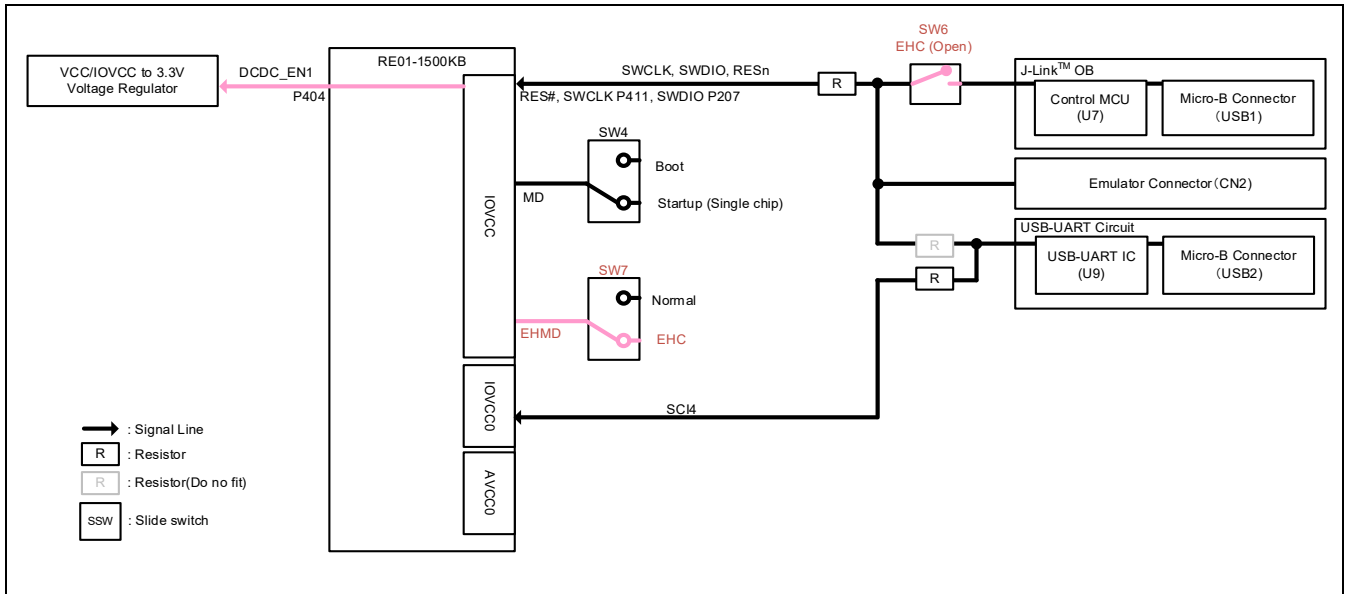 SW6
EHC (Open)
RE01-1500KB
VCC/IOVCC to 3.3V
Voltage Regulator
DCDC_EN1
P404
SWCLK, SWDIO, RESn
RES#, SWCLK P411, SWDIO P207
R
J-Link™ OB
Control MCU
(U7)
Micro-B Connector
(USB1)
SW4
Boot
MD
Startup (Single chip)
IOVCC
Emulator Connector(CN2)
USB-UART Circuit
R
USB-UART IC
(U9)
Micro-B Connector
(USB2)
R
SW7
Normal
EHMD
EHC
IOVCC0
SCI4
AVCC0
: Signal Line
R
: Resistor
R
: Resistor(Do no fit)
SSW
: Slide switch